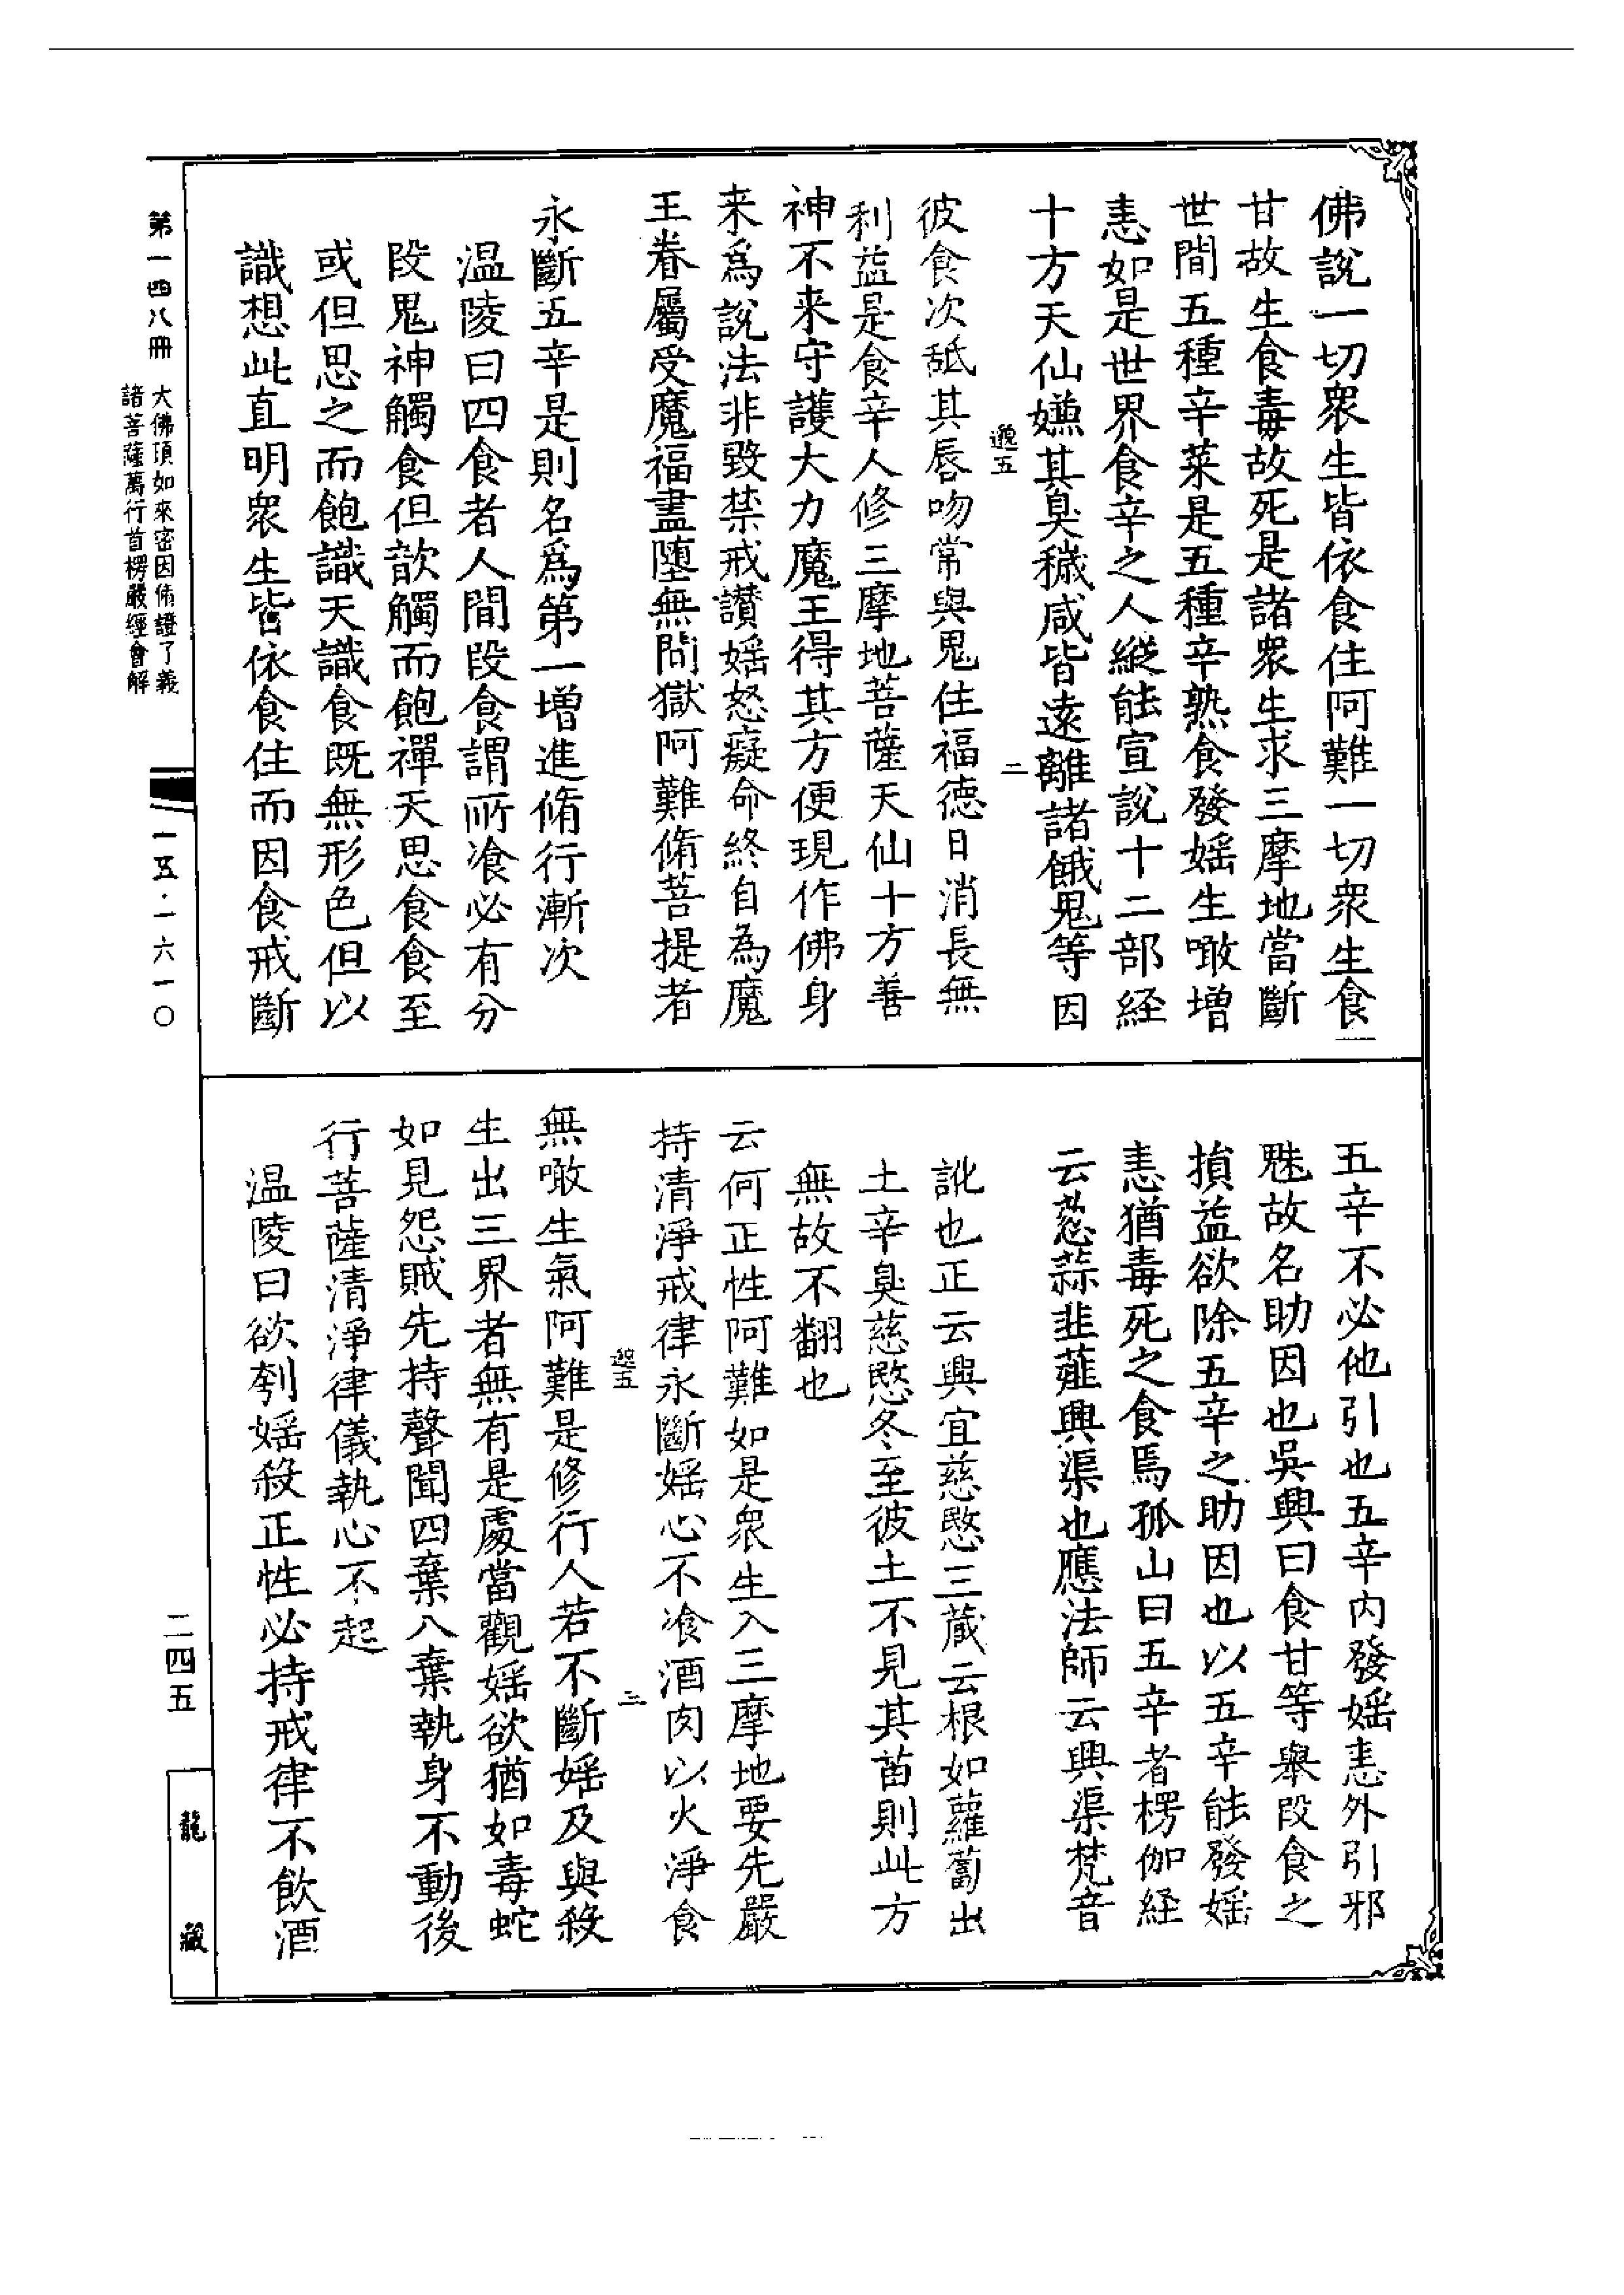 佛說一切衆生皆依食住阿難一切衆生食
甘故生食毒故死是諸衆生求三摩地當斷
世間五種辛菜是五種辛熟食發婬生噉增
恚如是世界食辛之人縱能宣說十二部経
十方天仙嫌其臭穢咸皆遠離諸餓鬼等因
邈五
二
彼食次舐其唇吻常與鬼住福德日消長無
利益是食辛人修三摩地菩薩天仙十方善
神不来守護大力魔王得其方便現作佛身
来爲說法非毀禁戒讃婬怒癡命終自為魔
王眷屬受魔福盡墮無間獄阿難脩菩提者
永斷五辛是則名爲第一增進脩行漸次
温陵曰四食者人間段食謂所飡必有分
段鬼神觸食但歆觸而飽禪天思食食至
或但思之而飽識天識食既無形色但以
識想此直明衆生皆依食住而因食戒斷
五辛不必他引也五辛內發婬恚外引邪
魅故名助因也吳興曰食甘等舉段食之
損益欲除五辛之助因也以五辛能發婬
恚猶毒死之食焉孤山曰五辛者楞伽経
云葱蒜韭薤興渠也應法師云興渠梵音
訛也正云興宜慈愍三蔵云根如蘿蔔出
土辛臭慈愍冬至彼土不見其苗則此方
無故不翻也
云何正性阿難如是衆生入三摩地要先嚴
持清淨戒律永斷婬心不飡酒肉以火淨食
邈五
三
無噉生氣阿難是修行人若不斷婬及與殺
生出三界者無有是處當觀婬欲猶如毒蛇
如見怨賊先持聲聞四棄八棄執身不動後
行菩薩清淨律儀執心不起
温陵曰欲刳婬殺正性必持戒律不飲酒
第一四八冊
大佛頂如來密因修證了義
諸菩薩萬行首楞嚴經會解
一五·一六一〇
二四五
龍藏